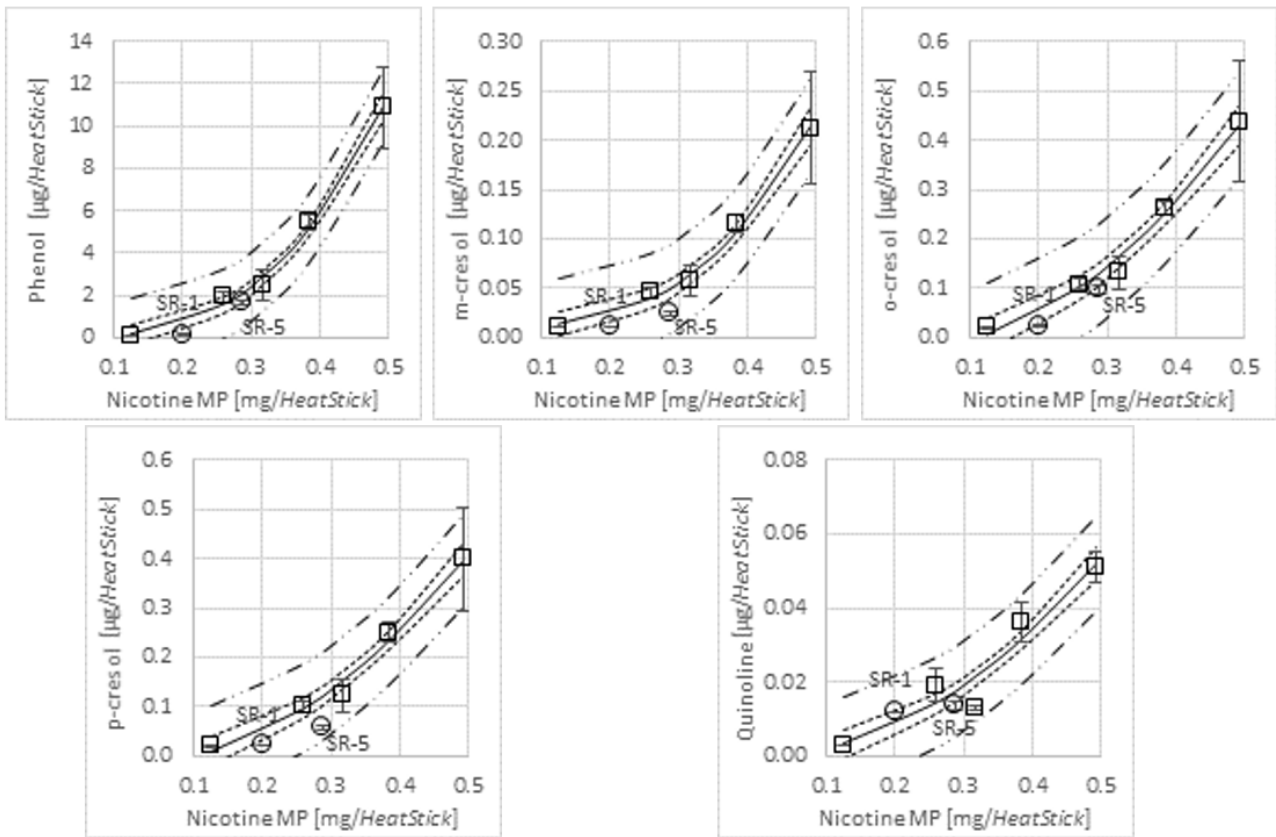 14
12
10
8
6
4
2
0
Phenol [µg/HeatStick]
SR-1
SR-5
0.1 0.2 0.3 0.4 0.5
Nicotine MP [mg/HeatStick]
0.30
0.25
0.20
0.15
0.10
0.05
0.00
m-cresol [µg/HeatStick]
SR-1
SR-5
0.1 0.2 0.3 0.4 0.5
Nicotine MP [mg/HeatStick]
0.6
0.5
0.4
0.3
0.2
0.1
0.0
o-cresol [µg/HeatStick]
SR-1
SR-5
0.1 0.2 0.3 0.4 0.5
Nicotine MP [mg/HeatStick]
0.6
0.5
0.4
0.3
0.2
0.1
0.0
p-cresol [µg/HeatStick]
SR-1
SR-5
0.1 0.2 0.3 0.4 0.5
Nicotine MP [mg/HeatStick]
0.08
0.06
0.04
0.02
0.00
Quinoline [µg/HeatStick]
SR-1
SR-5
0.1 0.2 0.3 0.4 0.5
Nicotine MP [mg/HeatStick]